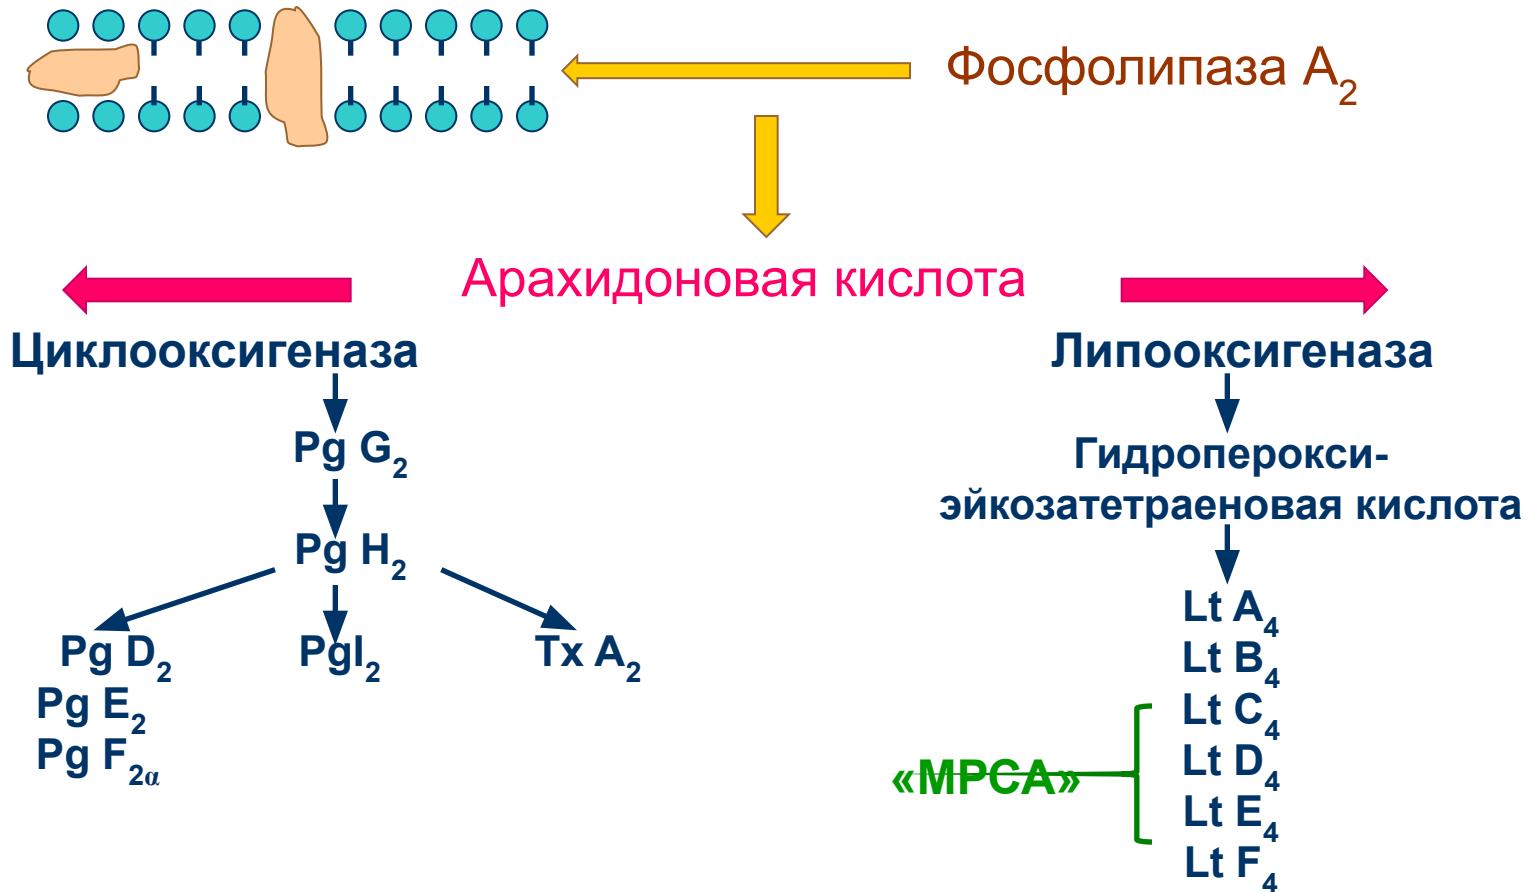 Фосфолипаза А₂
Арахидоновая кислота
Циклооксигеназа
Pg G₂
Pg H₂
Pg D₂
Pg E₂
Pg F₂α
PgI₂
Tx A₂
Липооксигеназа
Гидроперокси-
эйкозатетраеновая кислота
Lt A₄
Lt B₄
Lt C₄
Lt D₄
Lt E₄
Lt F₄
«МРСА»